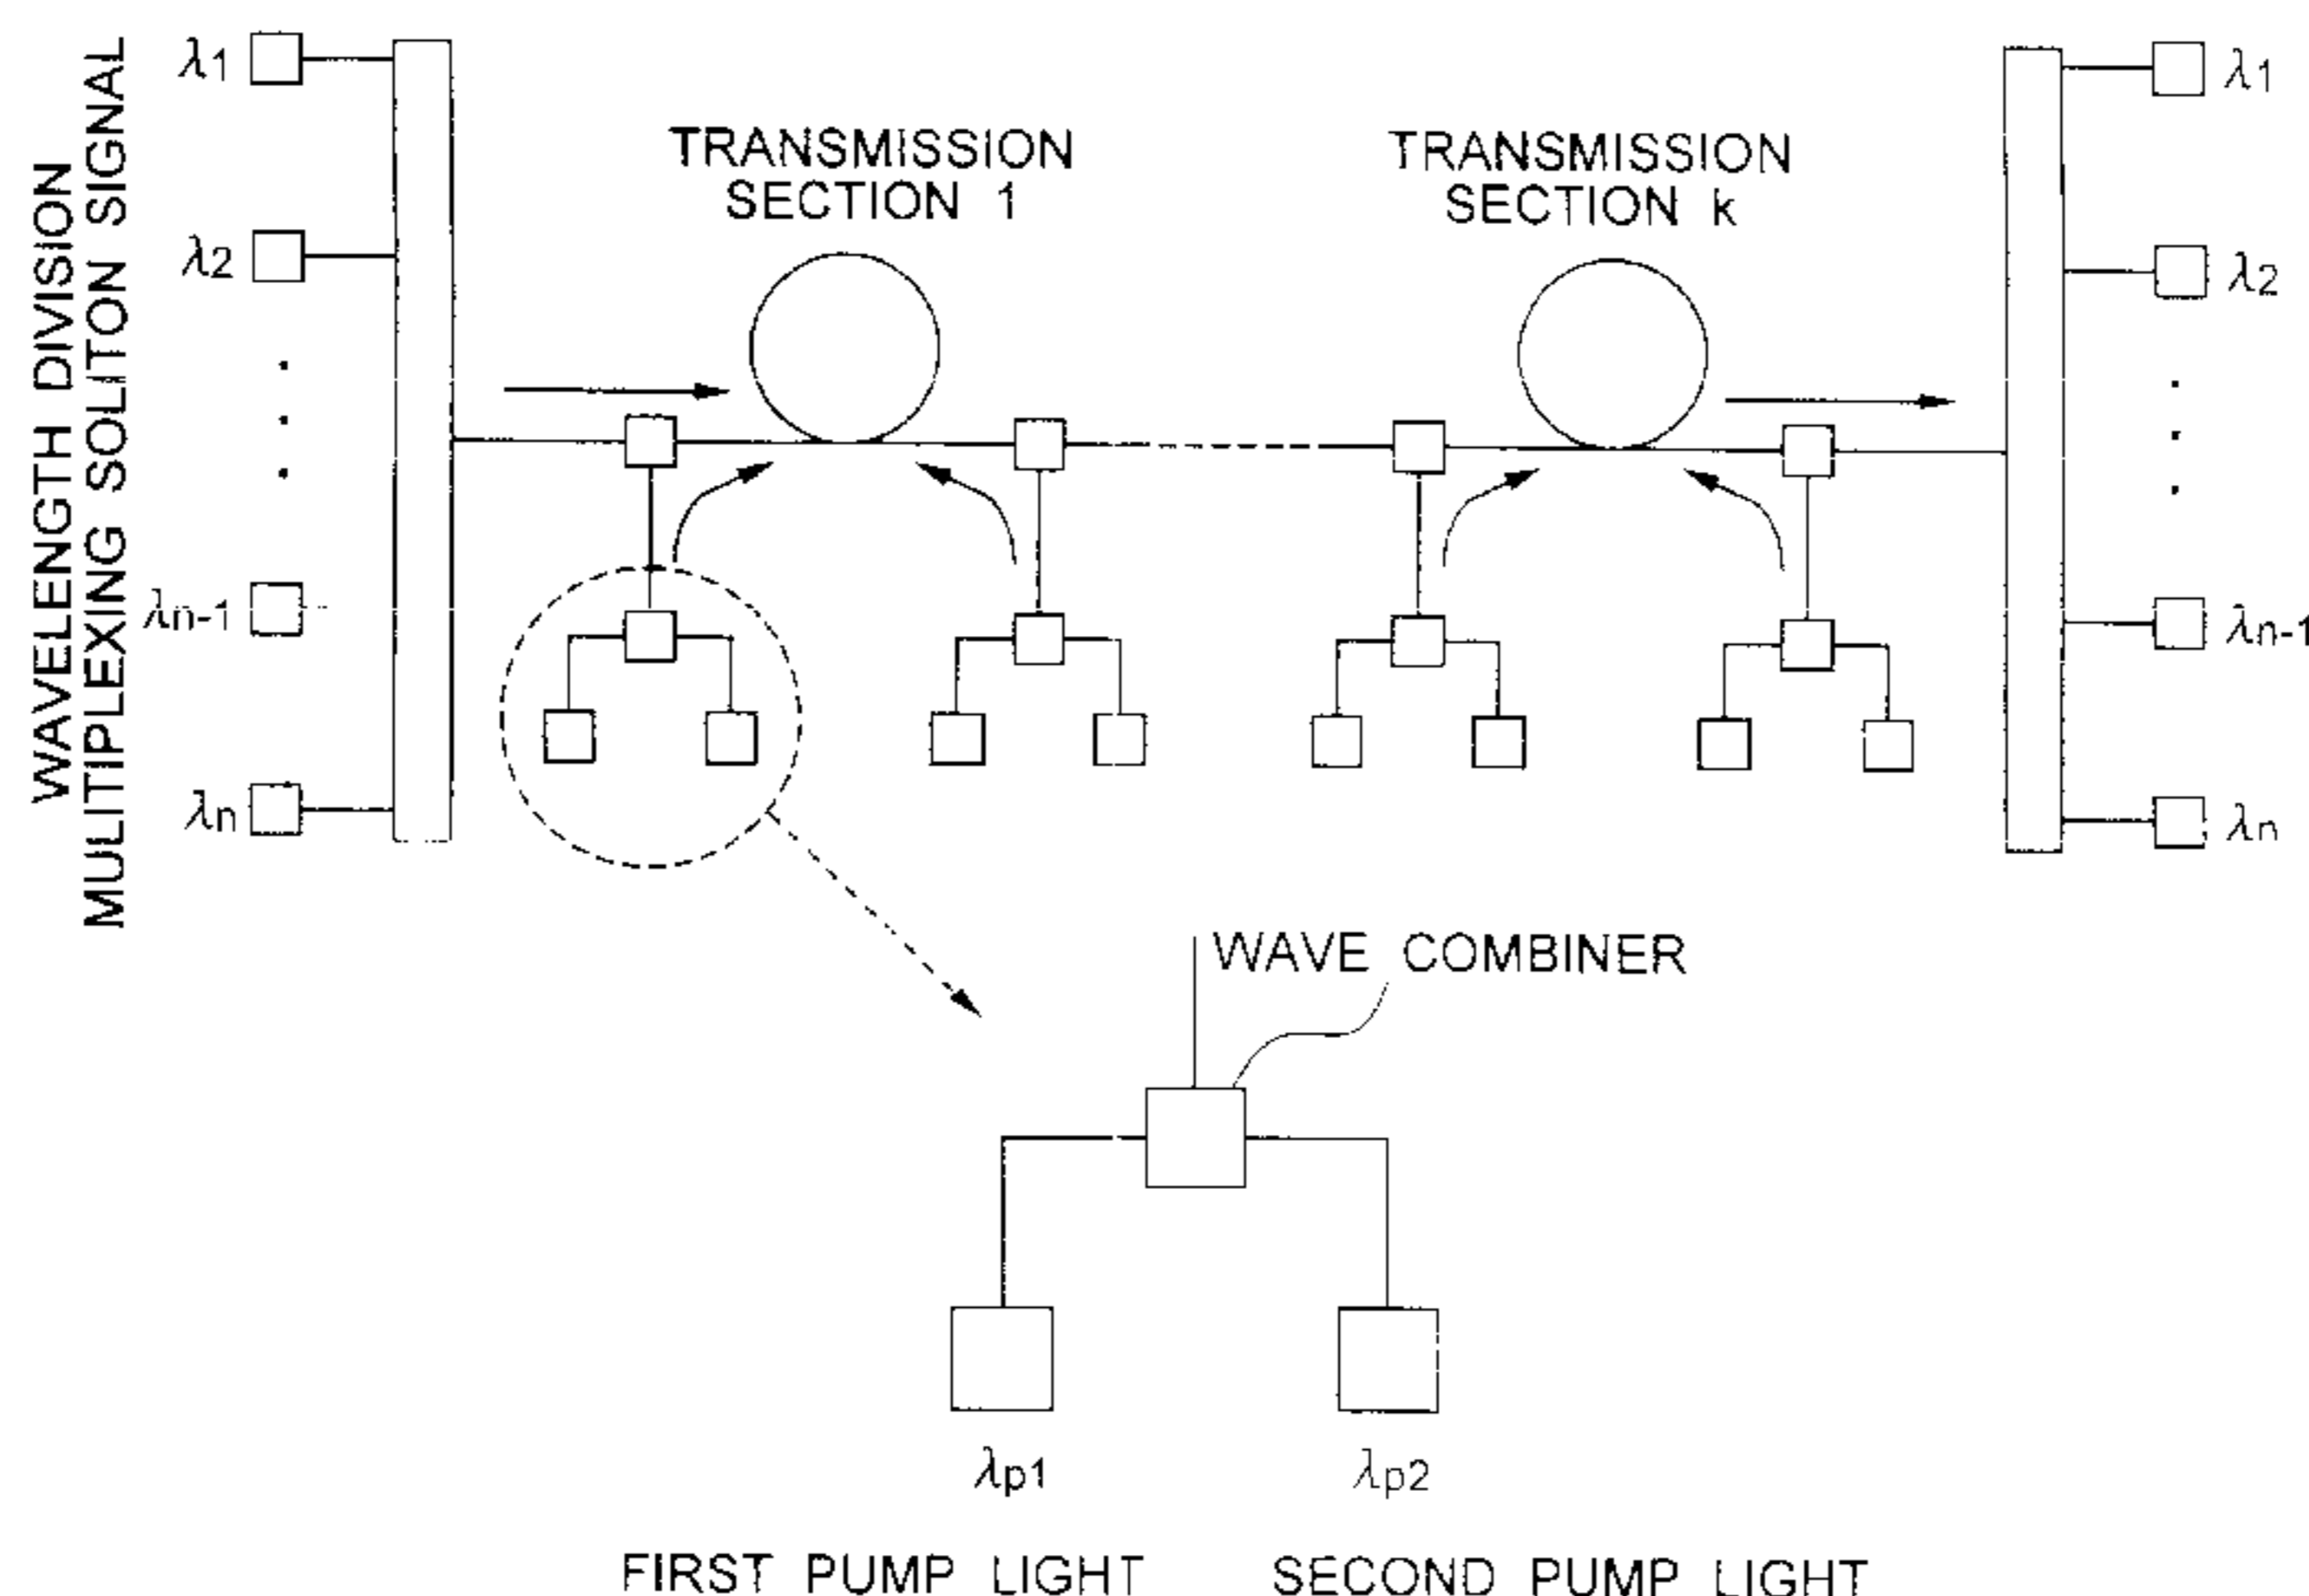 WAVELENGTH DIVISION
MULITIPLEXING SOLITON SIGNAL
λ1
λ2
λn-1
λn
TRANSMISSION
SECTION 1
TRANSMISSION
SECTION k
λ1
λ2
λn-1
λn
WAVE COMBINER
λp1
λp2
FIRST PUMP LIGHT
SECOND PUMP LIGHT